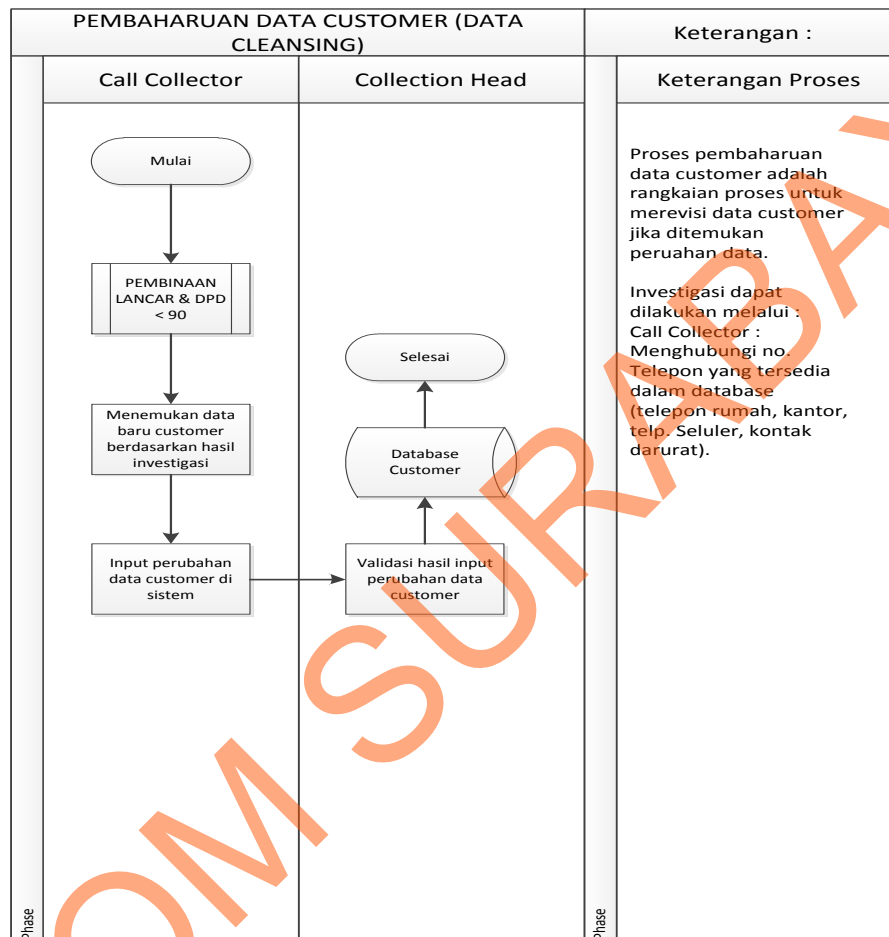 PEMBAHARUAN DATA CUSTOMER (DATA
CLEANSING)
Keterangan :
Call Collector
Collection Head
Keterangan Proses
Mulai
PEMBINAAN
LANCAR & DPD
< 90
Menemukan data
baru customer
berdasarkan hasil
investigasi
Input perubahan
data customer di
sistem
Validasi hasil input
perubahan data
customer
Database
Customer
Selesai
Proses pembaharuan
data customer adalah
rangkaian proses untuk
merevisi data customer
jika ditemukan
peruahan data.
Investigasi dapat
dilakukan melalui :
Call Collector :
Menghubungi no.
Telepon yang tersedia
dalam database
(telepon rumah, kantor,
telp. Seluler, kontak
darurat).
Phase
Phase
OM SURABAY